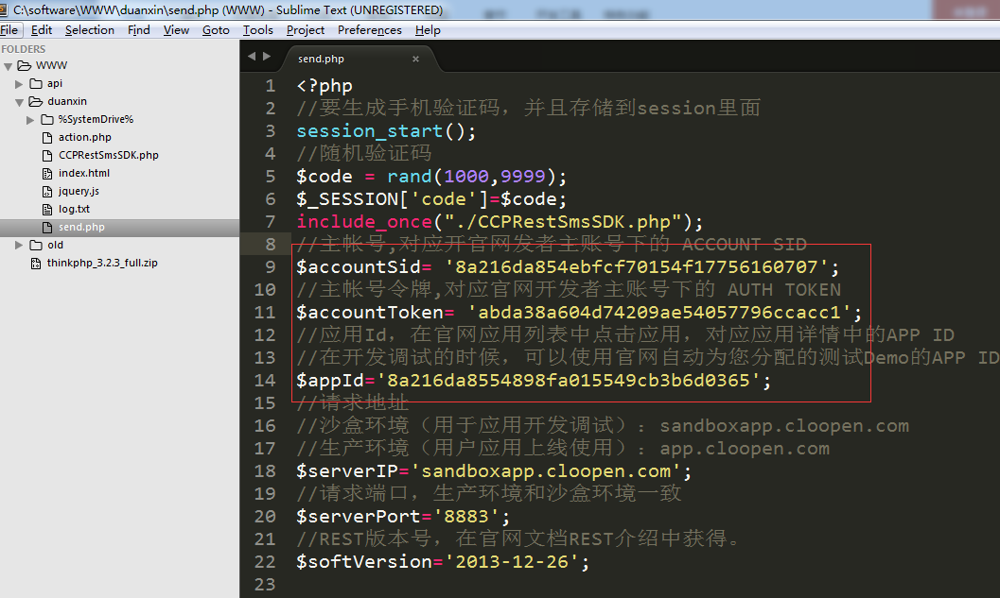 C:\software\WWW\duanxin\send.php (WWW) - Sublime Text (UNREGISTERED)
File Edit Selection Find View Goto Tools Project Preferences Help
FOLDERS
WWW
api
duanxin
%SystemDrive%
action.php
CCPRestSmsSDK.php
index.html
jquery.js
log.txt
send.php
old
thinkphp_3.2.3_full.zip
send.php ×
1 <?php
2 //要生成手机验证码，并且存储到session里面
3 session_start();
4 //随机验证码
5 $code = rand(1000,9999);
6 $_SESSION['code']=$code;
7 include_once("./CCPRestSmsSDK.php");
8 //主帐号,对应开官网发者主账号下的 ACCOUNT SID
9 $accountSid= '8a216da854ebfcf70154f17756160707';
10 //主帐号令牌,对应官网开发者主账号下的 AUTH TOKEN
11 $accountToken= 'abda38a604d74209ae54057796ccacc1';
12 //应用Id，在官网应用列表中点击应用，对应应用详情中的APP ID
13 //在开发调试的时候，可以使用官网自动为您分配的测试Demo的APP ID
14 $appId='8a216da8554898fa015549cb3b6d0365';
15 //请求地址
16 //沙盒环境（用于应用开发调试）：sandboxapp.cloopen.com
17 //生产环境（用户应用上线使用）：app.cloopen.com
18 $serverIP='sandboxapp.cloopen.com';
19 //请求端口，生产环境和沙盒环境一致
20 $serverPort='8883';
21 //REST版本号，在官网文档REST介绍中获得。
22 $softVersion='2013-12-26';
23